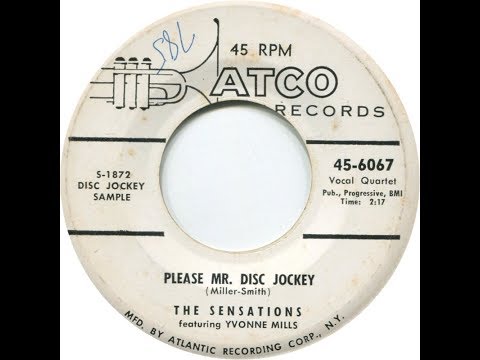 45 RPM
ATCO
RECORDS
S-1872
DISC JOCKEY
SAMPLE
45-6067
Vocal Quartet
Pub., Progressive, BMI
Time: 2:17
PLEASE MR. DISC JOCKEY
(Miller-Smith)
THE SENSATIONS
featuring YVONNE MILLS
MFD. BY ATLANTIC RECORDING CORP., N.Y.